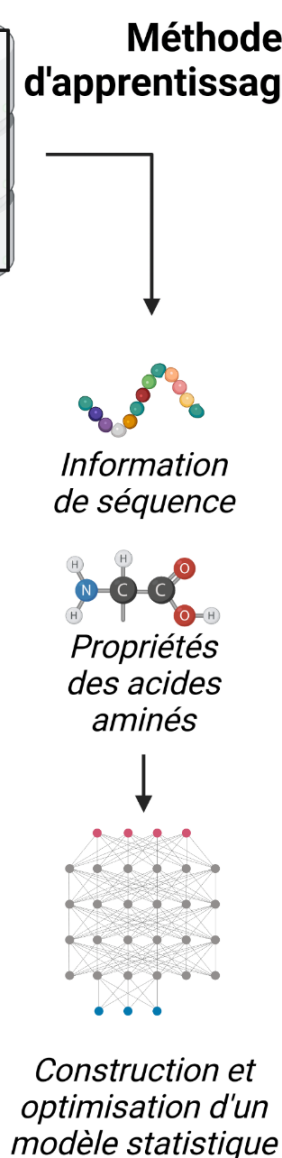 Méthode
d'apprentissag
Information
de séquence
H
H
O
N
C
C
H
O
H
Propriétés
des acides
aminés
Construction et
optimisation d'un
modèle statistique